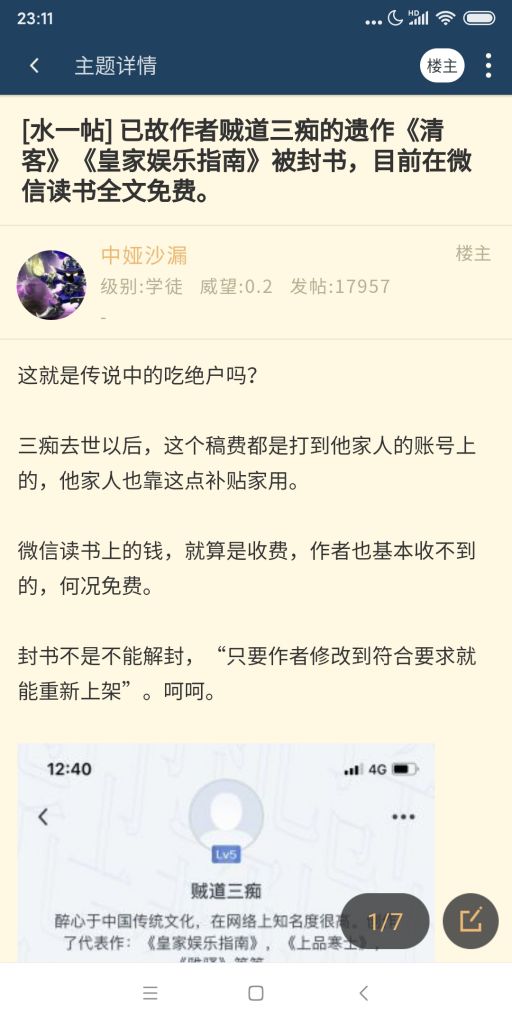 23:11
HD
主题详情
楼主
[水一帖] 已故作者贼道三痴的遗作《清
客》《皇家娱乐指南》被封书，目前在微
信读书全文免费。
中娅沙漏
楼主
级别:学徒 威望:0.2 发帖:17957
-
这就是传说中的吃绝户吗？
三痴去世以后，这个稿费都是打到他家人的账号上
的，他家人也靠这点补贴家用。
微信读书上的钱，就算是收费，作者也基本收不到
的，何况免费。
封书不是不能解封，“只要作者修改到符合要求就
能重新上架”。呵呵。
12:40
4G
Lv5
贼道三痴
醉心于中国传统文化，在网络上知名度很高。
了代表作：《皇家娱乐指南》，《上品寒士》，
1/7